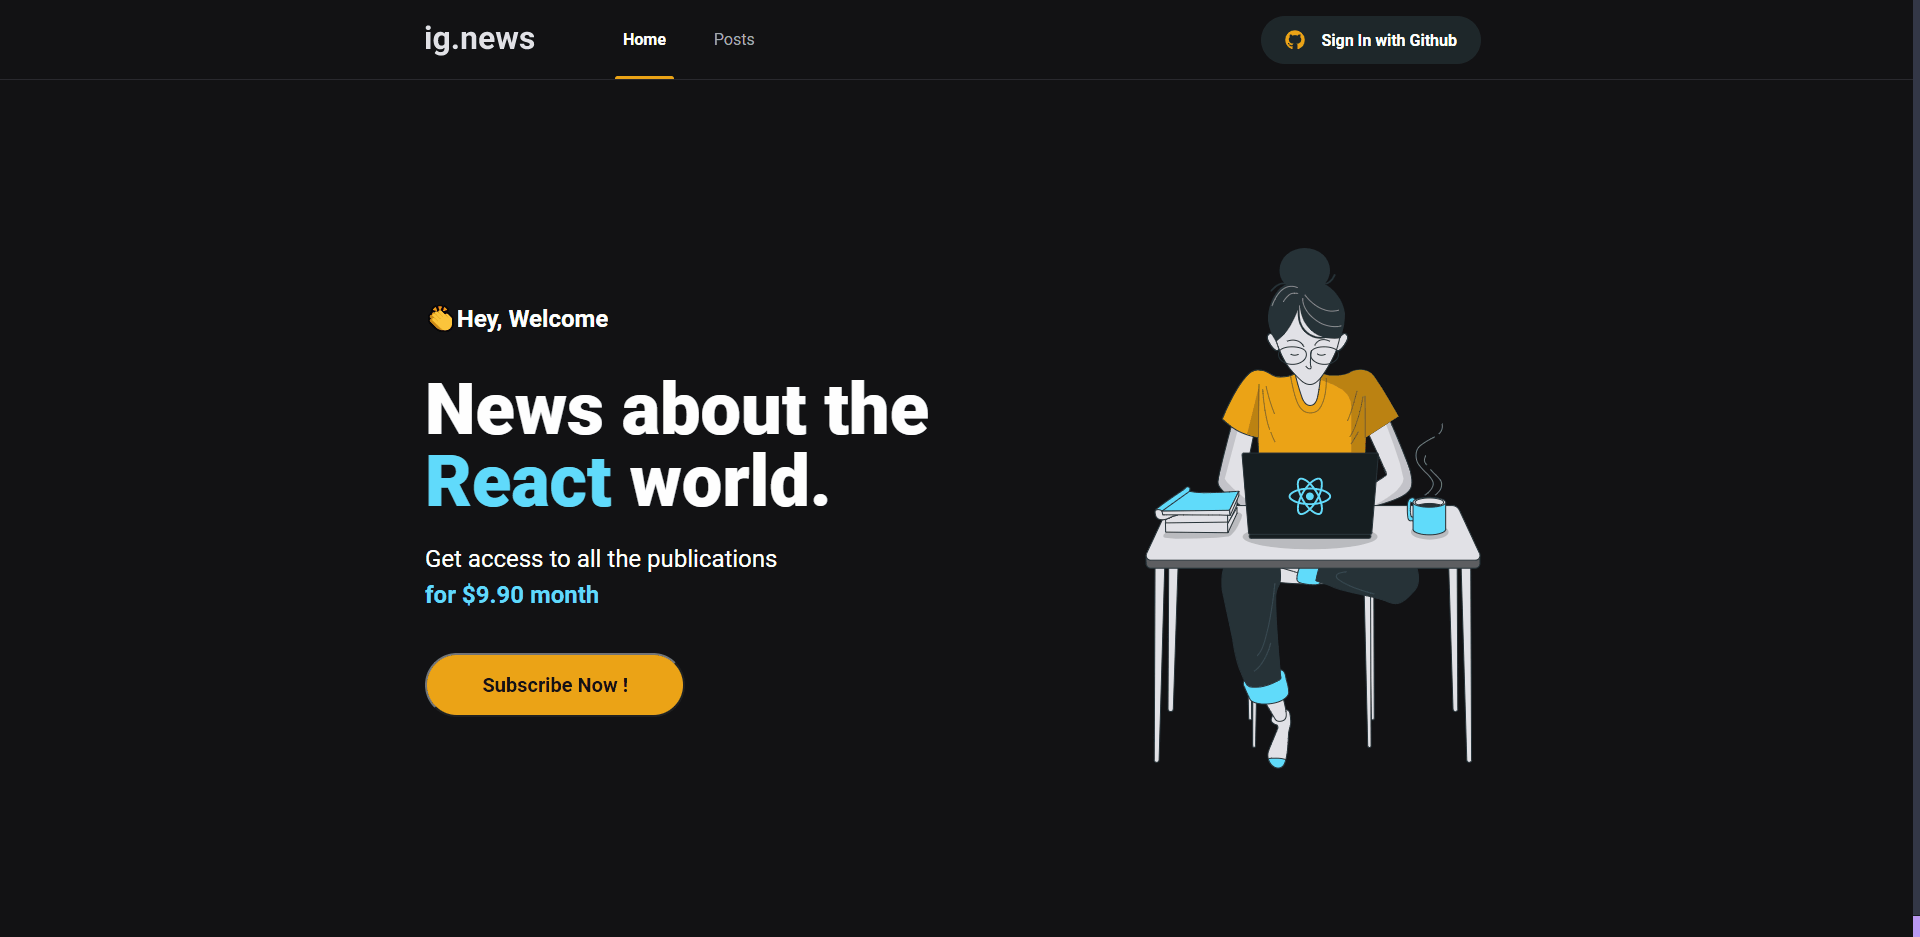 ig.news
Home
Posts
Sign In with Github
👏 Hey, Welcome
News about the
React world.
Get access to all the publications
for $9.90 month
Subscribe Now !